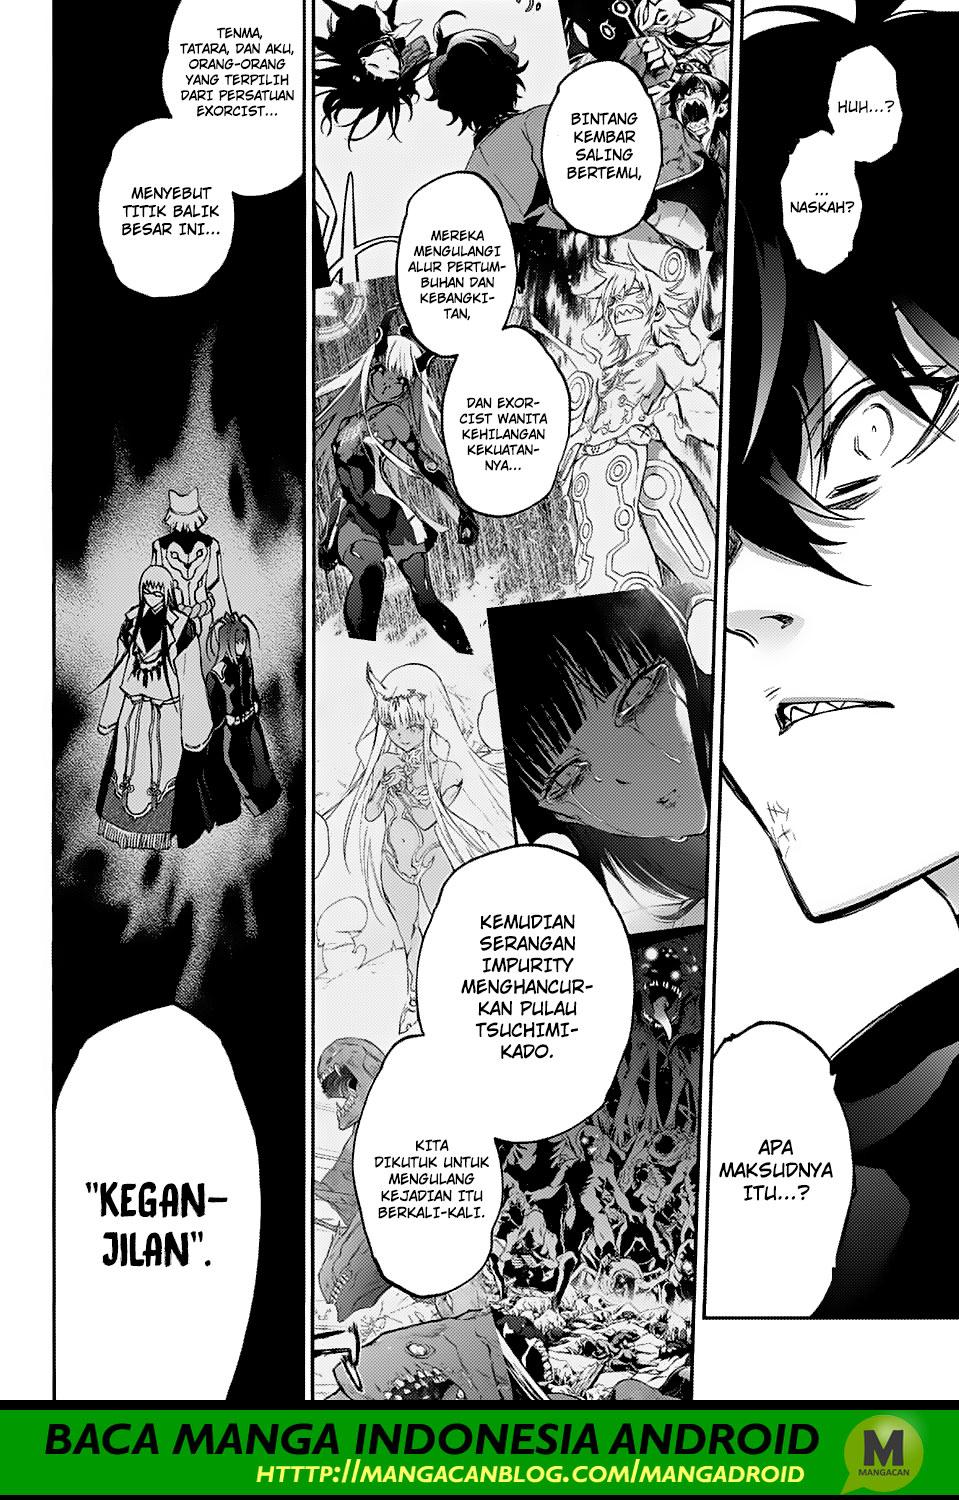 HUH...?
...
NASKAH?
APA
MAKSUDNYA
ITU...?
BINTANG
KEMBAR
SALING
BERTEMU,
MEREKA
MENGULANGI
ALUR PERTUM-
BUHAN DAN
KEBANGKI-
TAN,
DAN EXOR-
CIST WANITA
KEHILANGAN
KEKUATAN-
NYA...
KEMUDIAN
SERANGAN
IMPURITY
MENGHANCUR-
KAN PULAU
TSUCHIMI-
KADO.
KITA
DIKUTUK UNTUK
MENGULANG
KEJADIAN ITU
BERKALI-KALI.
TENMA,
TATARA, DAN AKU,
ORANG-ORANG
YANG TERPILIH
DARI PERSATUAN
EXORCIST...
MENYEBUT
TITIK BALIK
BESAR INI...
"KEGAN-
JILAN".
BACA MANGA INDONESIA ANDROID
HTTTP://MANGACANBLOG.COM/MANGADROID
M
MANGACAN